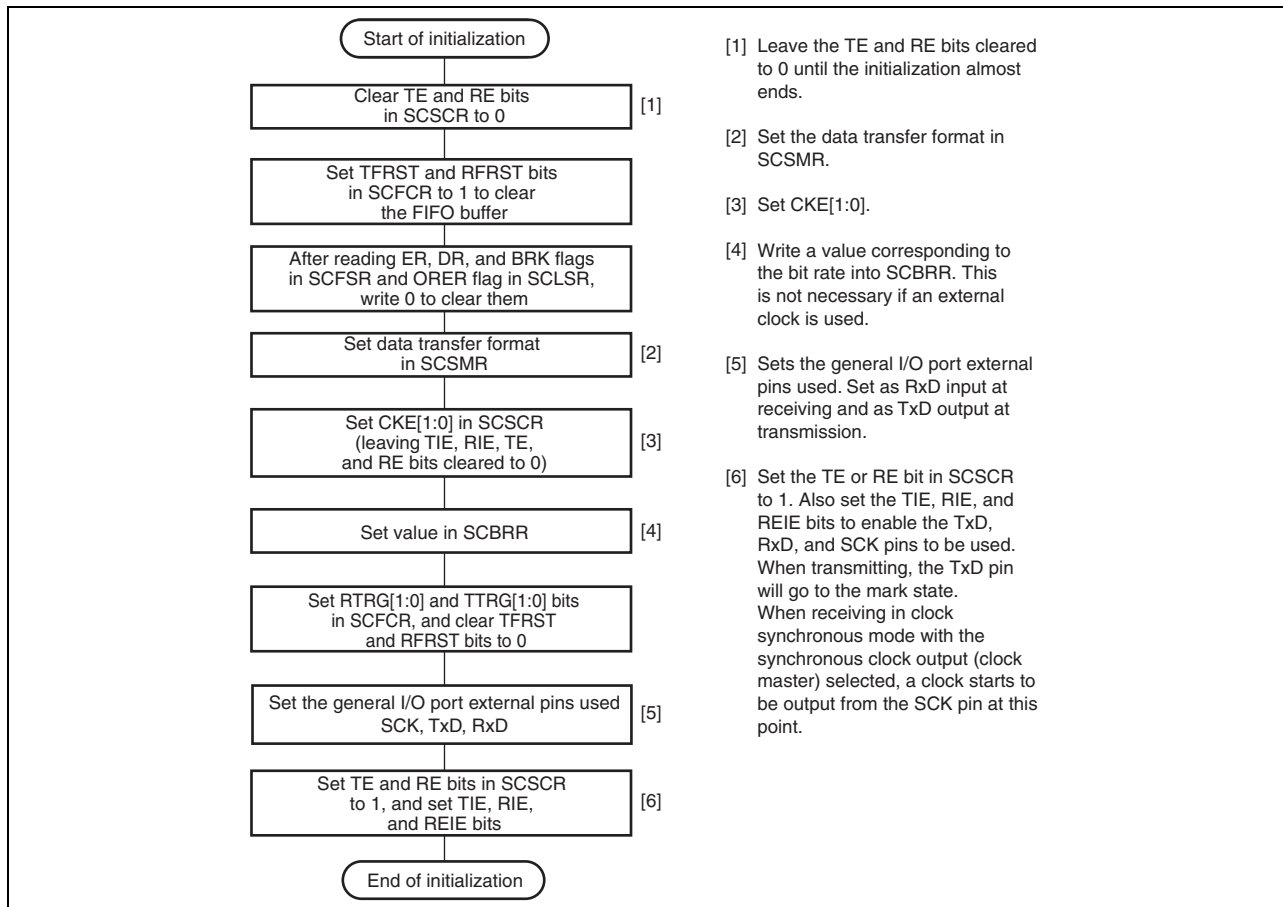 Start of initialization
Clear TE and RE bits
in SCSCR to 0
[1]
Set TFRST and RFRST bits
in SCFCR to 1 to clear
the FIFO buffer
After reading ER, DR, and BRK flags
in SCFSR and ORER flag in SCLSR,
write 0 to clear them
Set data transfer format
in SCSMR
[2]
Set CKE[1:0] in SCSCR
(leaving TIE, RIE, TE,
and RE bits cleared to 0)
[3]
Set value in SCBRR
[4]
Set RTRG[1:0] and TTRG[1:0] bits
in SCFCR, and clear TFRST
and RFRST bits to 0
Set the general I/O port external pins used
SCK, TxD, RxD
[5]
Set TE and RE bits in SCSCR
to 1, and set TIE, RIE,
and REIE bits
[6]
End of initialization
[1] Leave the TE and RE bits cleared
to 0 until the initialization almost
ends.
[2] Set the data transfer format in
SCSMR.
[3] Set CKE[1:0].
[4] Write a value corresponding to
the bit rate into SCBRR. This
is not necessary if an external
clock is used.
[5] Sets the general I/O port external
pins used. Set as RxD input at
receiving and as TxD output at
transmission.
[6] Set the TE or RE bit in SCSCR
to 1. Also set the TIE, RIE, and
REIE bits to enable the TxD,
RxD, and SCK pins to be used.
When transmitting, the TxD pin
will go to the mark state.
When receiving in clock
synchronous mode with the
synchronous clock output (clock
master) selected, a clock starts to
be output from the SCK pin at this
point.